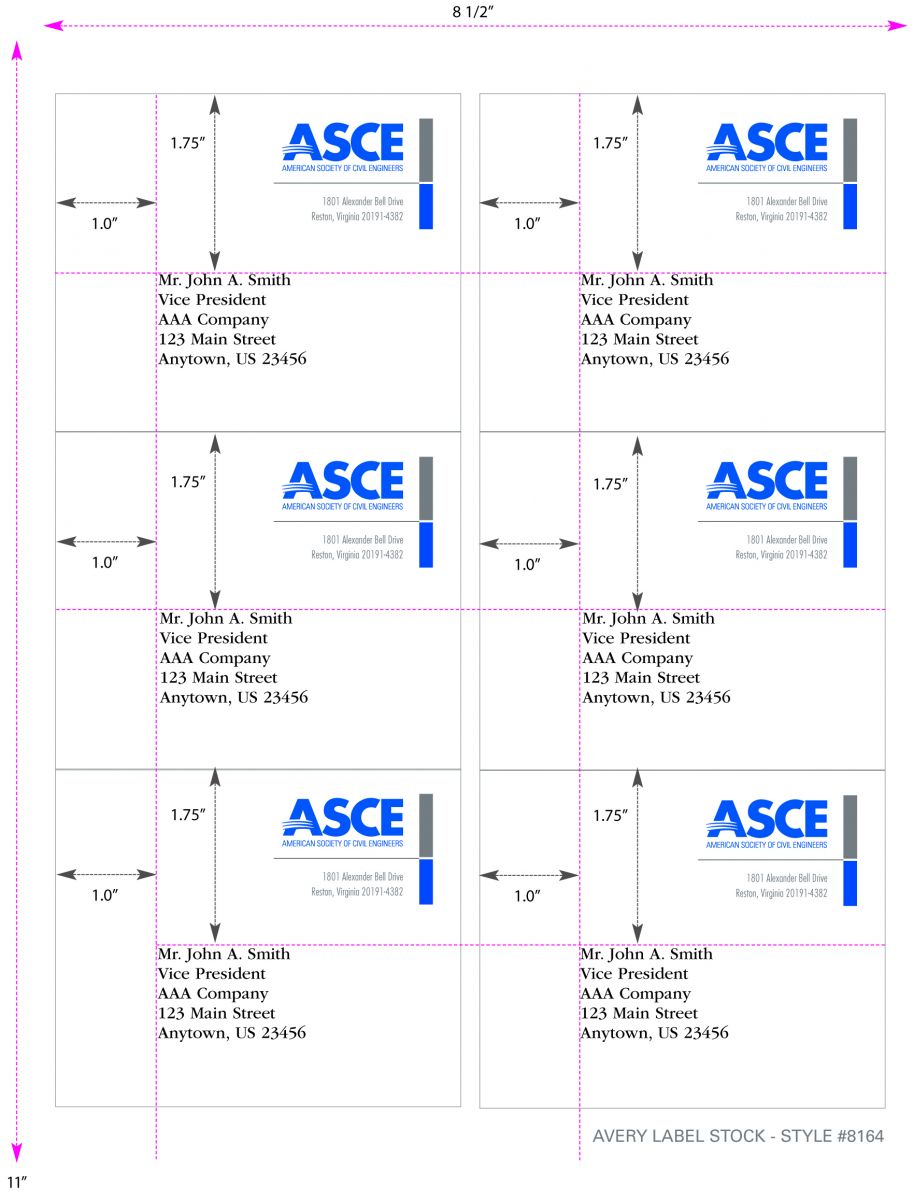 8 1/2”
1.75”
ASCE
AMERICAN SOCIETY OF CIVIL ENGINEERS
1801 Alexander Bell Drive
Reston, Virginia 20191-4382
1.0”
Mr. John A. Smith
Vice President
AAA Company
123 Main Street
Anytown, US 23456
1.75”
ASCE
AMERICAN SOCIETY OF CIVIL ENGINEERS
1801 Alexander Bell Drive
Reston, Virginia 20191-4382
1.0”
Mr. John A. Smith
Vice President
AAA Company
123 Main Street
Anytown, US 23456
1.75”
ASCE
AMERICAN SOCIETY OF CIVIL ENGINEERS
1801 Alexander Bell Drive
Reston, Virginia 20191-4382
1.0”
Mr. John A. Smith
Vice President
AAA Company
123 Main Street
Anytown, US 23456
1.75”
ASCE
AMERICAN SOCIETY OF CIVIL ENGINEERS
1801 Alexander Bell Drive
Reston, Virginia 20191-4382
1.0”
Mr. John A. Smith
Vice President
AAA Company
123 Main Street
Anytown, US 23456
1.75”
ASCE
AMERICAN SOCIETY OF CIVIL ENGINEERS
1801 Alexander Bell Drive
Reston, Virginia 20191-4382
1.0”
Mr. John A. Smith
Vice President
AAA Company
123 Main Street
Anytown, US 23456
1.75”
ASCE
AMERICAN SOCIETY OF CIVIL ENGINEERS
1801 Alexander Bell Drive
Reston, Virginia 20191-4382
1.0”
Mr. John A. Smith
Vice President
AAA Company
123 Main Street
Anytown, US 23456
AVERY LABEL STOCK - STYLE #8164
11”